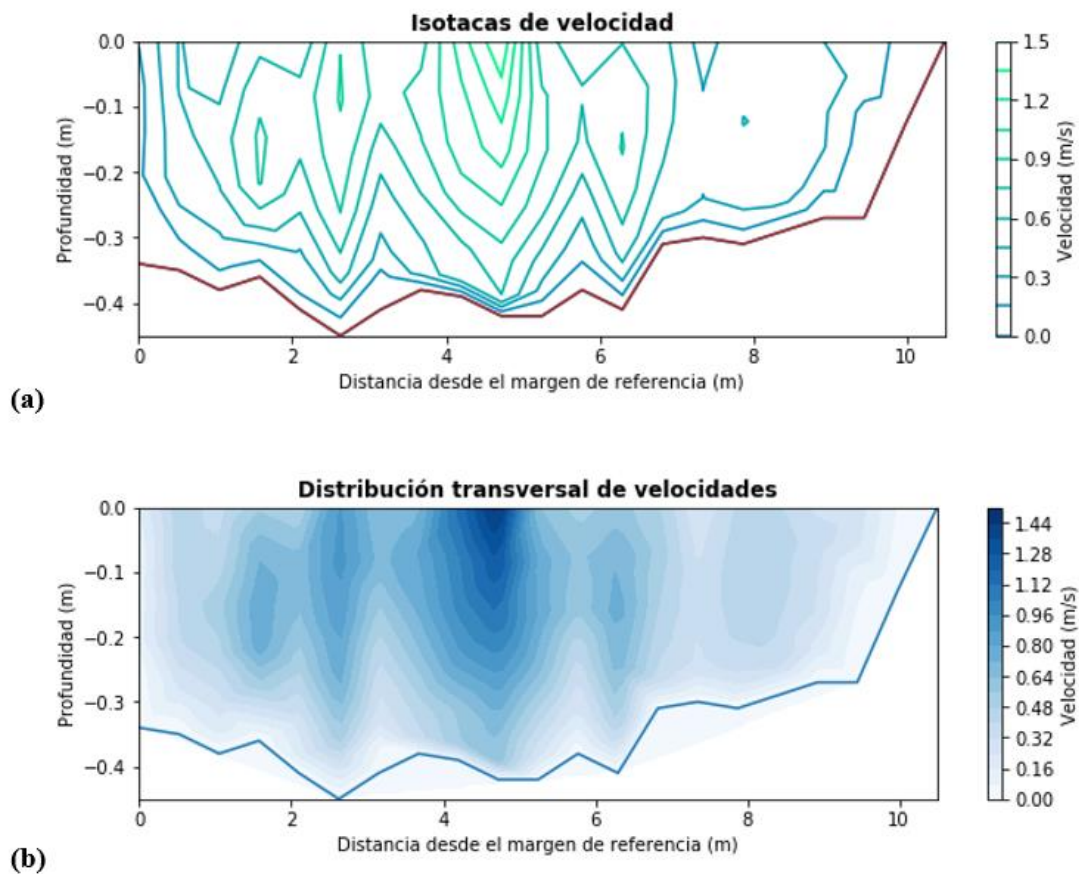 Isotacas de velocidad
0.0
−0.1
−0.2
−0.3
−0.4
Profundidad (m)
0 2 4 6 8 10
Distancia desde el margen de referencia (m)
1.5
1.2
0.9
0.6
0.3
0.0
Velocidad (m/s)
(a)
Distribución transversal de velocidades
0.0
−0.1
−0.2
−0.3
−0.4
Profundidad (m)
0 2 4 6 8 10
Distancia desde el margen de referencia (m)
1.44
1.28
1.12
0.96
0.80
0.64
0.48
0.32
0.16
0.00
Velocidad (m/s)
(b)